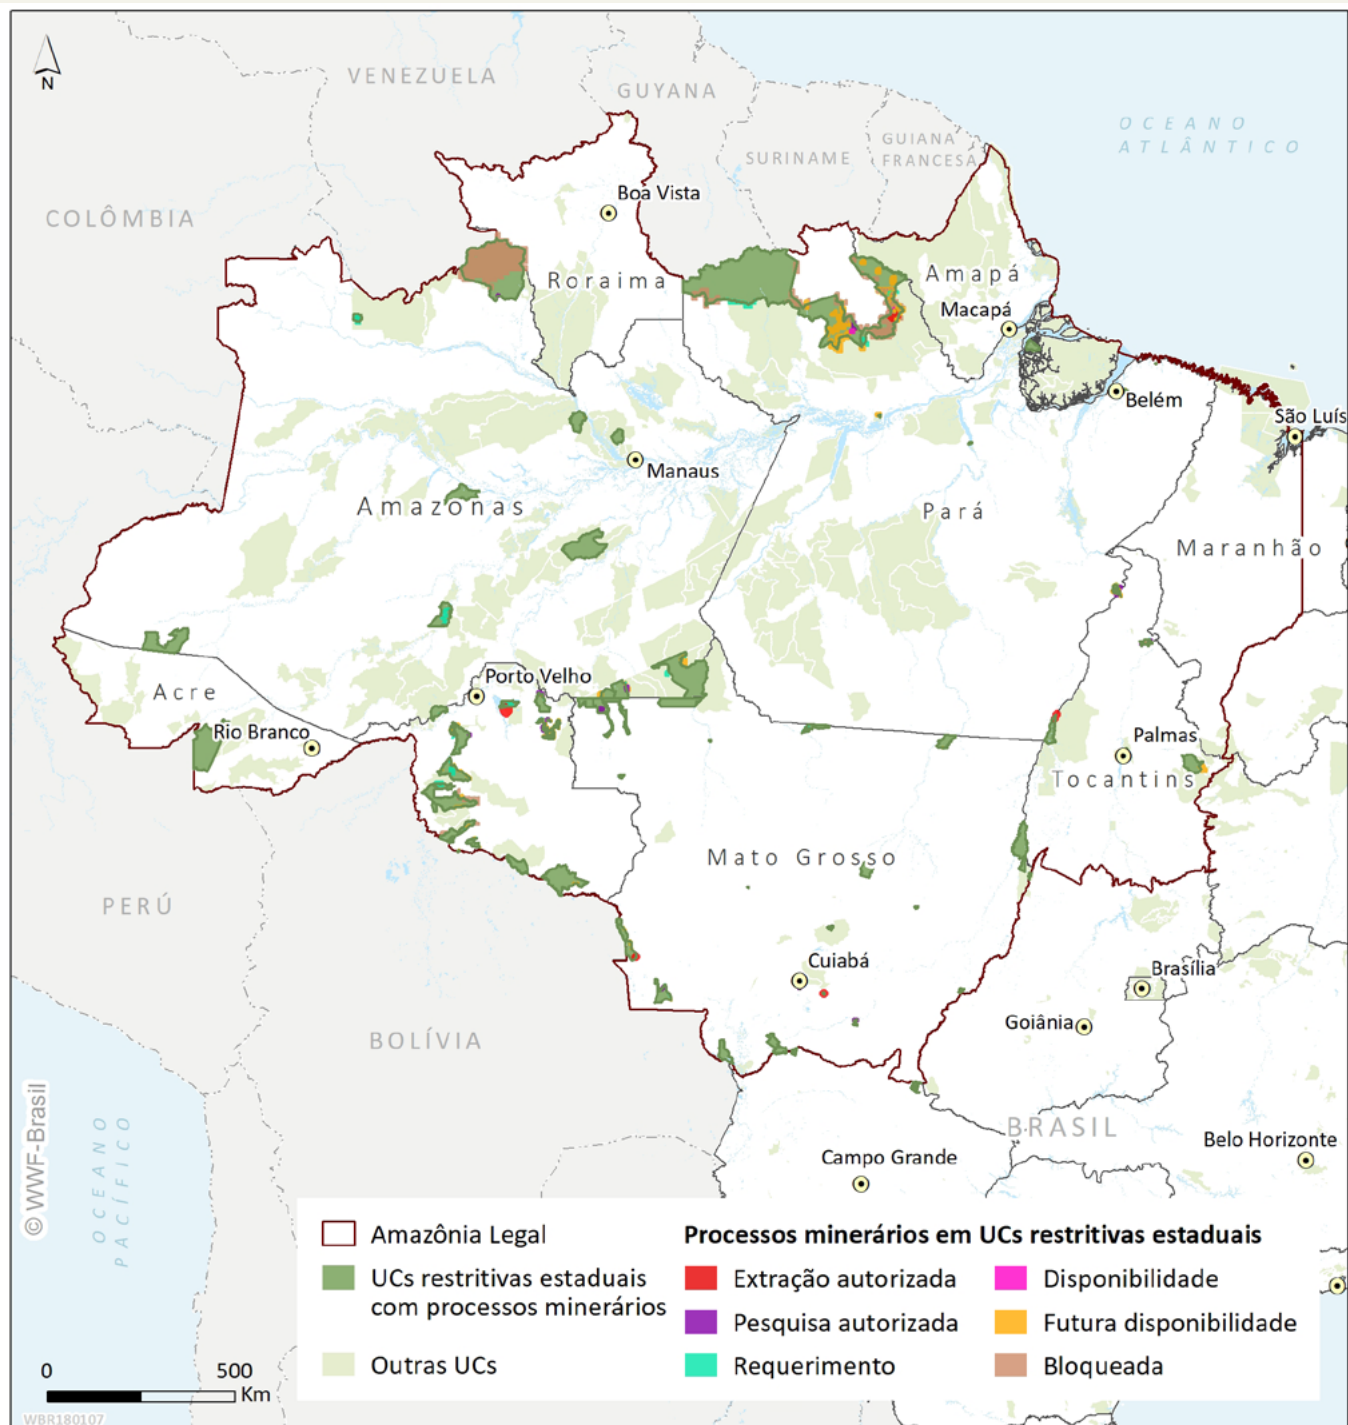 N
VENEZUELA
GUYANA
OCEANO
ATLÂNTICO
SURINAME
GUIANA
FRANCESA
COLÔMBIA
Boa Vista
Roraima
Amapá
Macapá
Belém
São Luís
Manaus
Amazonas
Pará
Maranhão
Acre
Porto Velho
Rio Branco
Palmas
Tocantins
Mato Grosso
PERÚ
Cuiabá
Brasília
Goiânia
BOLÍVIA
BRASIL
Belo Horizonte
Campo Grande
© WWF-Brasil
OCEANO
PACÍFICO
Amazônia Legal
UCs restritivas estaduais
com processos minerários
Outras UCs
Processos minerários em UCs restritivas estaduais
Extração autorizada
Pesquisa autorizada
Requerimento
Disponibilidade
Futura disponibilidade
Bloqueada
0 500
Km
WBR180107